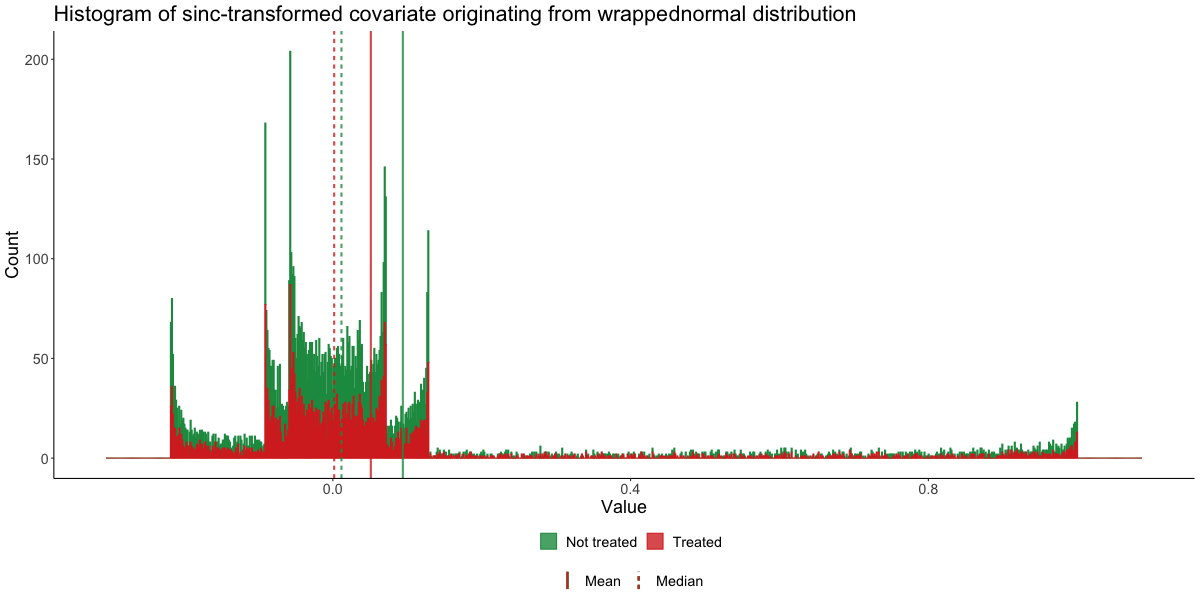 Histogram of sinc-transformed covariate originating from wrappednormal distribution
Count
200
150
100
50
0
0.0 0.4 0.8
Value
Not treated Treated
Mean Median